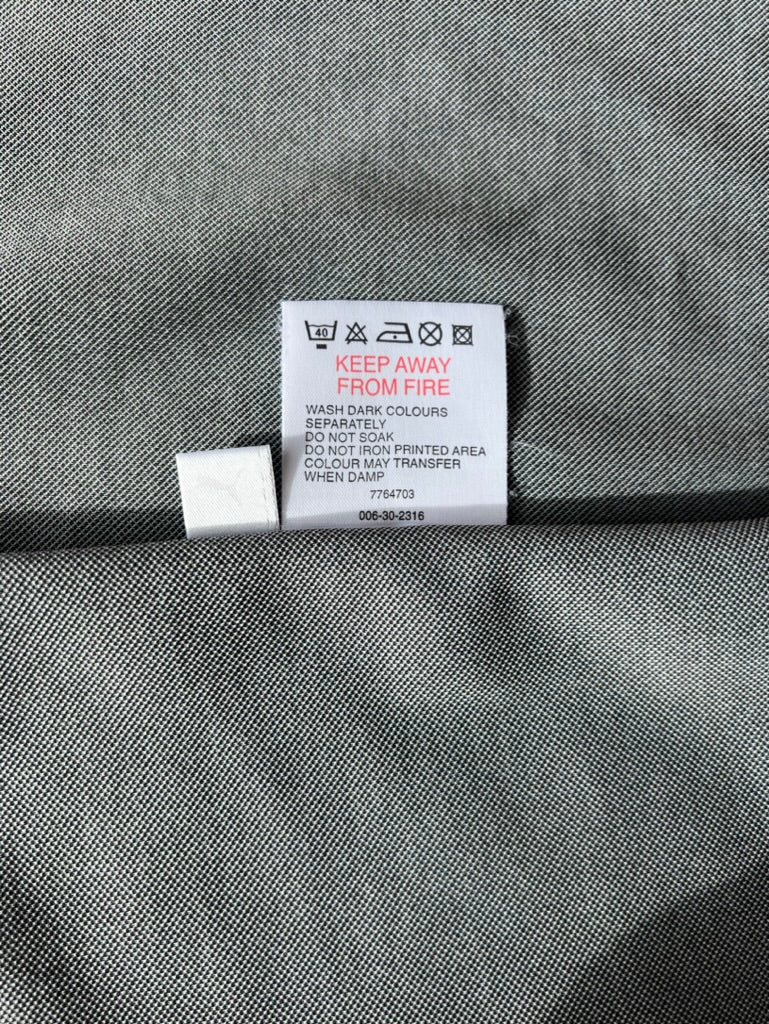 40
KEEP AWAY
FROM FIRE
WASH DARK COLOURS
SEPARATELY
DO NOT SOAK
DO NOT IRON PRINTED AREA
COLOUR MAY TRANSFER
WHEN DAMP
7764703
006-30-2316